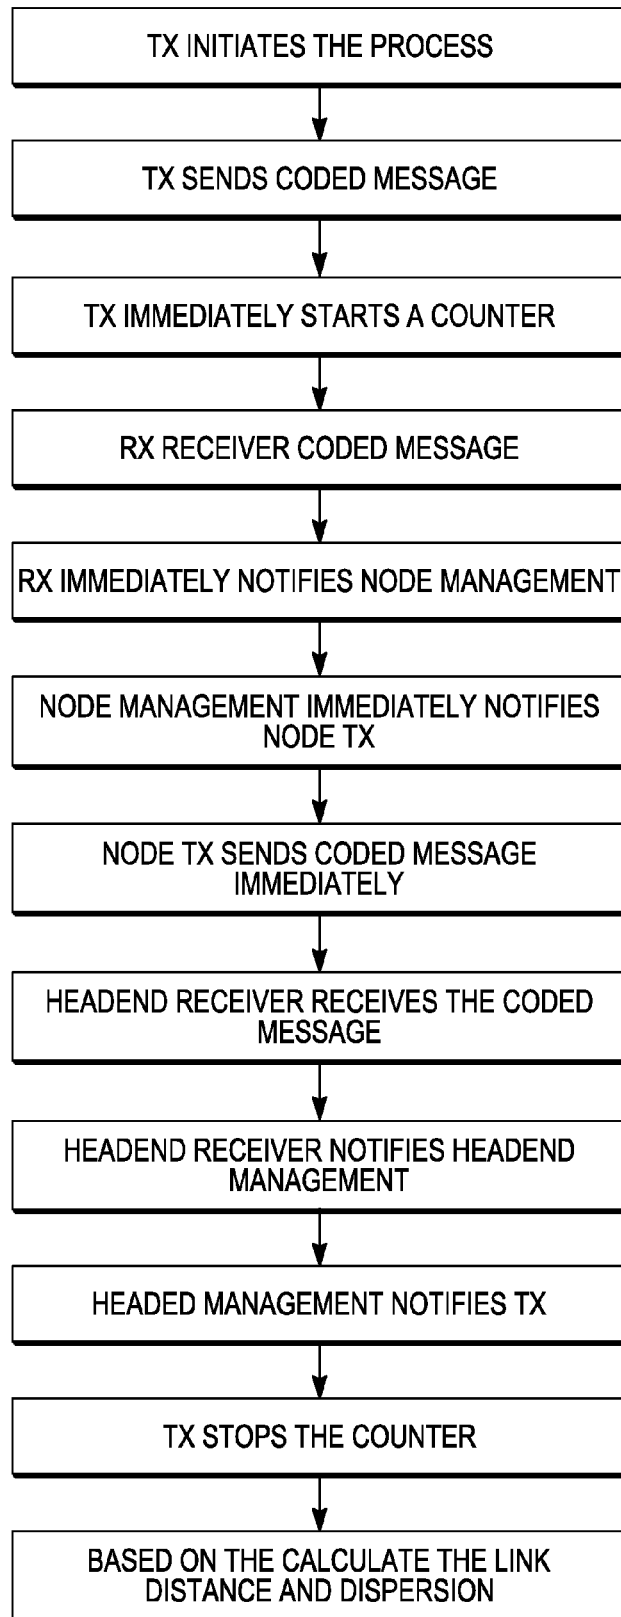 TX INITIATES THE PROCESS
TX SENDS CODED MESSAGE
TX IMMEDIATELY STARTS A COUNTER
RX RECEIVER CODED MESSAGE
RX IMMEDIATELY NOTIFIES NODE MANAGEMENT
NODE MANAGEMENT IMMEDIATELY NOTIFIES
NODE TX
NODE TX SENDS CODED MESSAGE
IMMEDIATELY
HEADEND RECEIVER RECEIVES THE CODED
MESSAGE
HEADEND RECEIVER NOTIFIES HEADEND
MANAGEMENT
HEADED MANAGEMENT NOTIFIES TX
TX STOPS THE COUNTER
BASED ON THE CALCULATE THE LINK
DISTANCE AND DISPERSION